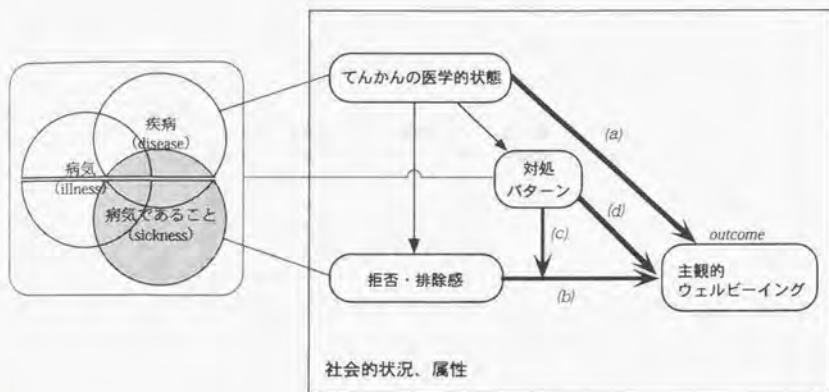 疾病
(disease)
病気
(illness)
病気であること
(sickness)
てんかんの医学的状態
対処
パターン
拒否・排除感
(a)
(d)
(c)
(b)
outcome
主観的
ウェルビーイング
社会的状況、属性